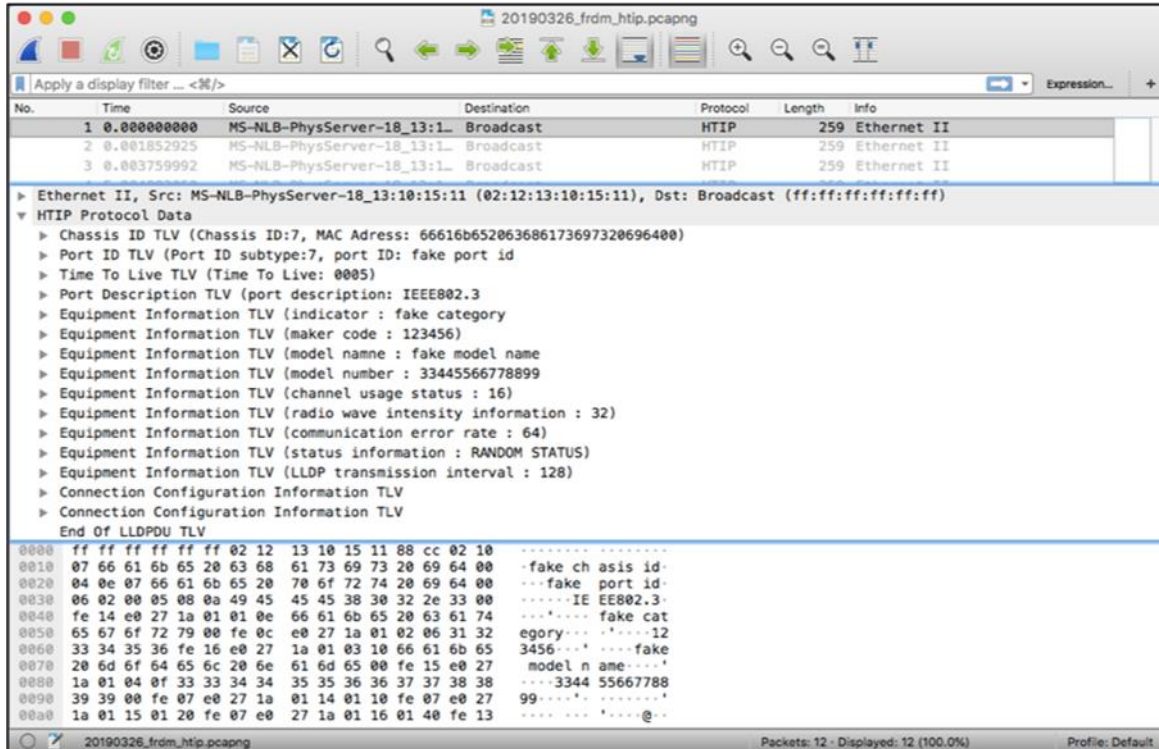 20190326_frdm_htip.pcapng
Apply a display filter ... <⌘/>
Expression... +
No. Time Source Destination Protocol Length Info
1 0.000000000 MS-NLB-PhysServer-18_13:1… Broadcast HTIP 259 Ethernet II
2 0.001852925 MS-NLB-PhysServer-18_13:1… Broadcast HTIP 259 Ethernet II
3 0.003759992 MS-NLB-PhysServer-18_13:1… Broadcast HTIP 259 Ethernet II
Ethernet II, Src: MS-NLB-PhysServer-18_13:10:15:11 (02:12:13:10:15:11), Dst: Broadcast (ff:ff:ff:ff:ff:ff)
HTIP Protocol Data
Chassis ID TLV (Chassis ID:7, MAC Adress: 66616b652063686173697320696400)
Port ID TLV (Port ID subtype:7, port ID: fake port id
Time To Live TLV (Time To Live: 0005)
Port Description TLV (port description: IEEE802.3
Equipment Information TLV (indicator : fake category
Equipment Information TLV (maker code : 123456)
Equipment Information TLV (model namne : fake model name
Equipment Information TLV (model number : 33445566778899
Equipment Information TLV (channel usage status : 16)
Equipment Information TLV (radio wave intensity information : 32)
Equipment Information TLV (communication error rate : 64)
Equipment Information TLV (status information : RANDOM STATUS)
Equipment Information TLV (LLDP transmission interval : 128)
Connection Configuration Information TLV
Connection Configuration Information TLV
End Of LLDPDU TLV
0000 ff ff ff ff ff ff 02 12 13 10 15 11 88 cc 02 10 ········ ········
0010 07 66 61 6b 65 20 63 68 61 73 69 73 20 69 64 00 ·fake ch asis id·
0020 04 0e 07 66 61 6b 65 20 70 6f 72 74 20 69 64 00 ···fake port id·
0030 06 02 00 05 08 0a 49 45 45 45 38 30 32 2e 33 00 ······IE EE802.3·
0040 fe 14 e0 27 1a 01 01 0e 66 61 6b 65 20 63 61 74 ···'···· fake cat
0050 65 67 6f 72 79 00 fe 0c e0 27 1a 01 02 06 31 32 egory··· ·'····12
0060 33 34 35 36 fe 16 e0 27 1a 01 03 10 66 61 6b 65 3456···' ····fake
0070 20 6d 6f 64 65 6c 20 6e 61 6d 65 00 fe 15 e0 27 model n ame····'
0080 1a 01 04 0f 33 33 34 34 35 35 36 36 37 37 38 38 ····3344 55667788
0090 39 39 00 fe 07 e0 27 1a 01 14 01 10 fe 07 e0 27 99····'· ·······'
00a0 1a 01 15 01 20 fe 07 e0 27 1a 01 16 01 40 fe 13 ···· ··· '····@··
20190326_frdm_htip.pcapng Packets: 12 · Displayed: 12 (100.0%) Profile: Default